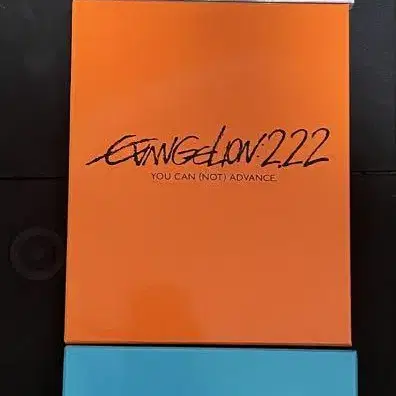 EVANGELION:2.22
YOU CAN (NOT) ADVANCE.